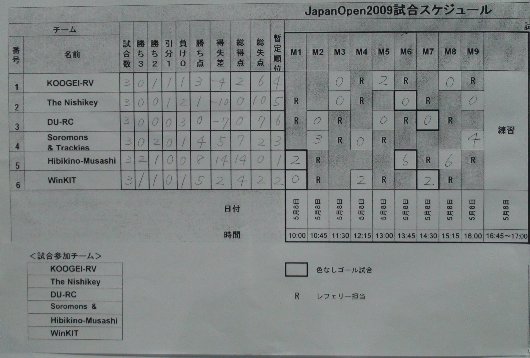 JapanOpen2009試合スケジュール
チーム
番号 名前 試合数 勝ち3 勝ち2 引分1 負け0 勝ち点 得失差 総得点 総失点 暫定順位 M1 M2 M3 M4 M5 M6 M7 M8 M9
1 KOOGEI-RV 3 0 1 1 1 3 4 2 6 4 0 R 2 R 0 R
2 The Nishikey 3 0 0 1 2 1 -10 0 10 5 R 0 R 0 R 0
3 DU-RC 3 0 0 0 3 0 -7 0 7 6 R 0 R 0 R 0 0 R
4 Soromons & Trackies 3 0 2 0 1 4 5 7 2 3 3 R 0 R 4
5 Hibikino-Musashi 3 2 1 0 0 8 14 14 0 1 2 R R 6 R 6 R
6 WinKIT 3 1 1 0 1 5 2 4 2 2 0 R 2 R 2 R
練習
日付 5月8日 5月8日 5月8日 5月8日 5月8日 5月8日 5月8日 5月8日 5月8日 5月8日
時間 10:00 10:45 11:30 12:15 13:00 13:45 14:30 15:15 16:00 16:45~17:00
<試合参加チーム>
KOOGEI-RV
The Nishikey
DU-RC
Soromons &
Hibikino-Musashi
WinKIT
色なしゴール試合
R レフェリー担当